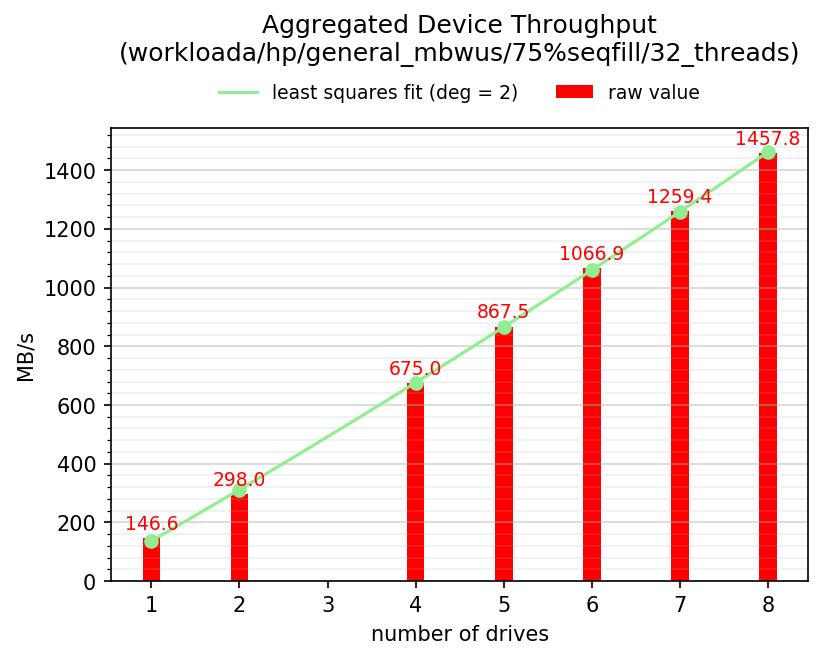 Aggregated Device Throughput
(workloada/hp/general_mbwus/75%seqfill/32_threads)
least squares fit (deg = 2)
raw value
MB/s
1400
1200
1000
800
600
400
200
0
146.6
298.0
675.0
867.5
1066.9
1259.4
1457.8
1 2 3 4 5 6 7 8
number of drives